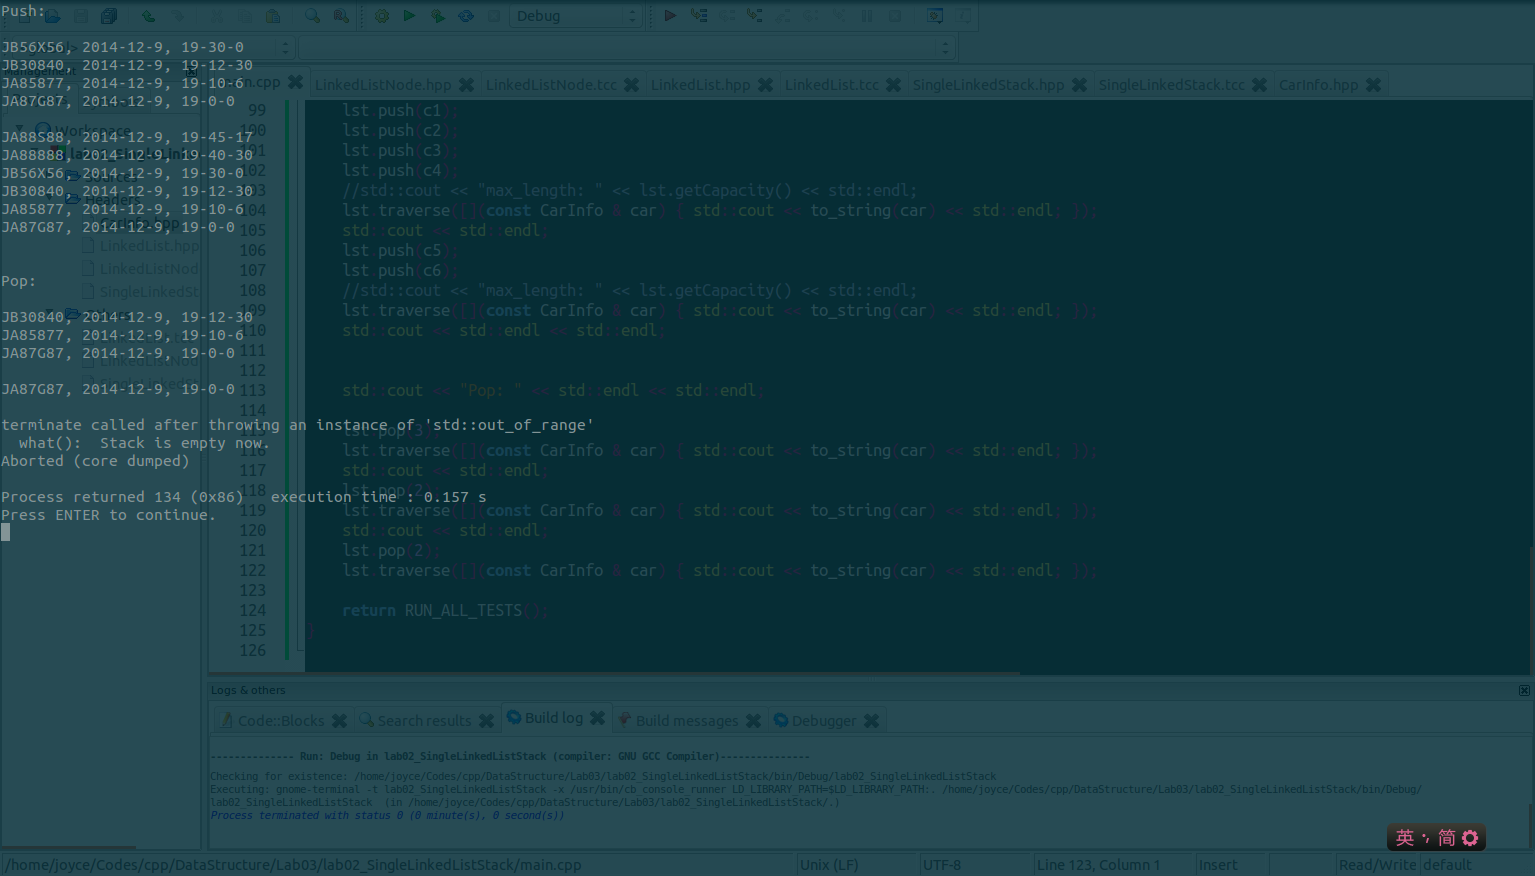 Push:
JB56X56, 2014-12-9, 19-30-0
JB30840, 2014-12-9, 19-12-30
JA85877, 2014-12-9, 19-10-6
JA87G87, 2014-12-9, 19-0-0
JA88S88, 2014-12-9, 19-45-17
JA88888, 2014-12-9, 19-40-30
JB56X56, 2014-12-9, 19-30-0
JB30840, 2014-12-9, 19-12-30
JA85877, 2014-12-9, 19-10-6
JA87G87, 2014-12-9, 19-0-0
Pop:
JB30840, 2014-12-9, 19-12-30
JA85877, 2014-12-9, 19-10-6
JA87G87, 2014-12-9, 19-0-0
JA87G87, 2014-12-9, 19-0-0
terminate called after throwing an instance of 'std::out_of_range'
what(): Stack is empty now.
Aborted (core dumped)
Process returned 134 (0x86) execution time : 0.157 s
Press ENTER to continue.
Debug
Management
Workspace
Headers
LinkedList.hpp
LinkedListNod
SingleLinkedSt
LinkedListNod
main.cpp LinkedListNode.hpp LinkedListNode.tcc LinkedList.hpp LinkedList.tcc SingleLinkedStack.hpp SingleLinkedStack.tcc CarInfo.hpp
99 lst.push(c1);
100 lst.push(c2);
101 lst.push(c3);
102 lst.push(c4);
103 //std::cout << "max_length: " << lst.getCapacity() << std::endl;
104 lst.traverse([](const CarInfo & car) { std::cout << to_string(car) << std::endl; });
105 std::cout << std::endl;
106 lst.push(c5);
107 lst.push(c6);
108 //std::cout << "max_length: " << lst.getCapacity() << std::endl;
109 lst.traverse([](const CarInfo & car) { std::cout << to_string(car) << std::endl; });
110 std::cout << std::endl << std::endl;
111
112
113 std::cout << "Pop: " << std::endl << std::endl;
114
115 lst.pop(3);
116 lst.traverse([](const CarInfo & car) { std::cout << to_string(car) << std::endl; });
117 std::cout << std::endl;
118 lst.pop(2);
119 lst.traverse([](const CarInfo & car) { std::cout << to_string(car) << std::endl; });
120 std::cout << std::endl;
121 lst.pop(2);
122 lst.traverse([](const CarInfo & car) { std::cout << to_string(car) << std::endl; });
123
124 return RUN_ALL_TESTS();
125 }
126
Logs & others
Code::Blocks Search results Build log Build messages Debugger
-------------- Run: Debug in lab02_SingleLinkedListStack (compiler: GNU GCC Compiler)---------------
Checking for existence: /home/joyce/Codes/cpp/DataStructure/Lab03/lab02_SingleLinkedListStack/bin/Debug/lab02_SingleLinkedListStack
Executing: gnome-terminal -t lab02_SingleLinkedListStack -x /usr/bin/cb_console_runner LD_LIBRARY_PATH=$LD_LIBRARY_PATH:. /home/joyce/Codes/cpp/DataStructure/Lab03/lab02_SingleLinkedListStack/bin/Debug/
lab02_SingleLinkedListStack (in /home/joyce/Codes/cpp/DataStructure/Lab03/lab02_SingleLinkedListStack/.)
Process terminated with status 0 (0 minute(s), 0 second(s))
英 简
/home/joyce/Codes/cpp/DataStructure/Lab03/lab02_SingleLinkedListStack/main.cpp Unix (LF) UTF-8 Line 123, Column 1 Insert Read/Write default